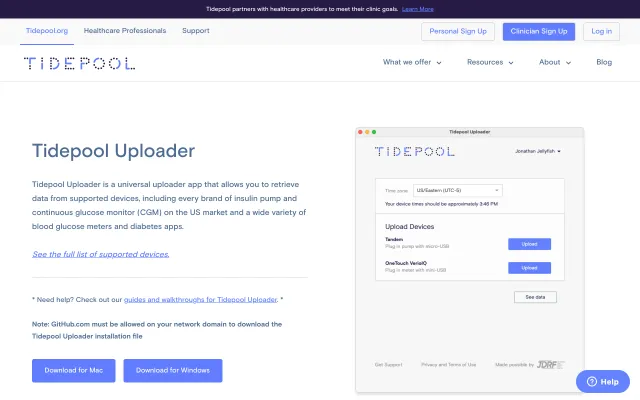 Tidepool partners with healthcare providers to meet their clinic goals. Learn More
Tidepool.org Healthcare Professionals Support Personal Sign Up Clinician Sign Up Log In
TIDEPOOL What we offer Resources About Blog
Tidepool Uploader
Tidepool Uploader is a universal uploader app that allows you to retrieve
data from supported devices, including every brand of insulin pump and
continuous glucose monitor (CGM) on the US market and a wide variety of
blood glucose meters and diabetes apps.
See the full list of supported devices.
* Need help? Check out our guides and walkthroughs for Tidepool Uploader. *
Note: GitHub.com must be allowed on your network domain to download the
Tidepool Uploader installation file
Download for Mac Download for Windows
Tidepool Uploader
TIDEPOOL Jonathan Jellyfish
Time zone US/Eastern (UTC-5)
Your device times should be approximately 3:48 PM
Upload Devices
Tandem
Plug in pump with micro-USB
Upload
OneTouch VerioIQ
Plug in meter with mini-USB
Upload
See data
Get Support Privacy and Terms of Use Made possible by JDRF
Help